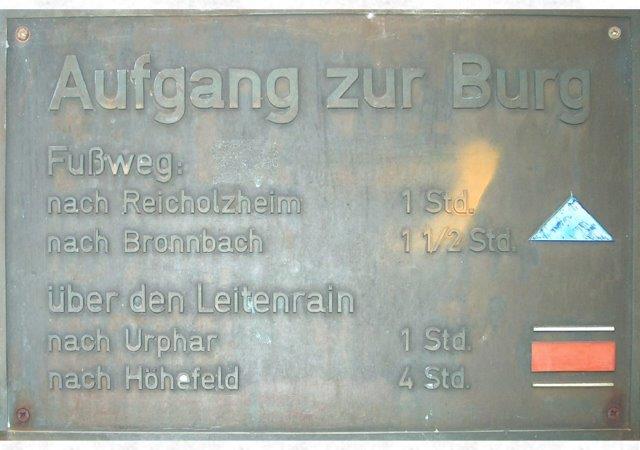 Aufgang zur Burg
Fußweg:
nach Reicholzheim 1 Std.
nach Bronnbach 1 1/2 Std.
über den Leitenrain
nach Urphar 1 Std.
nach Höhefeld 4 Std.